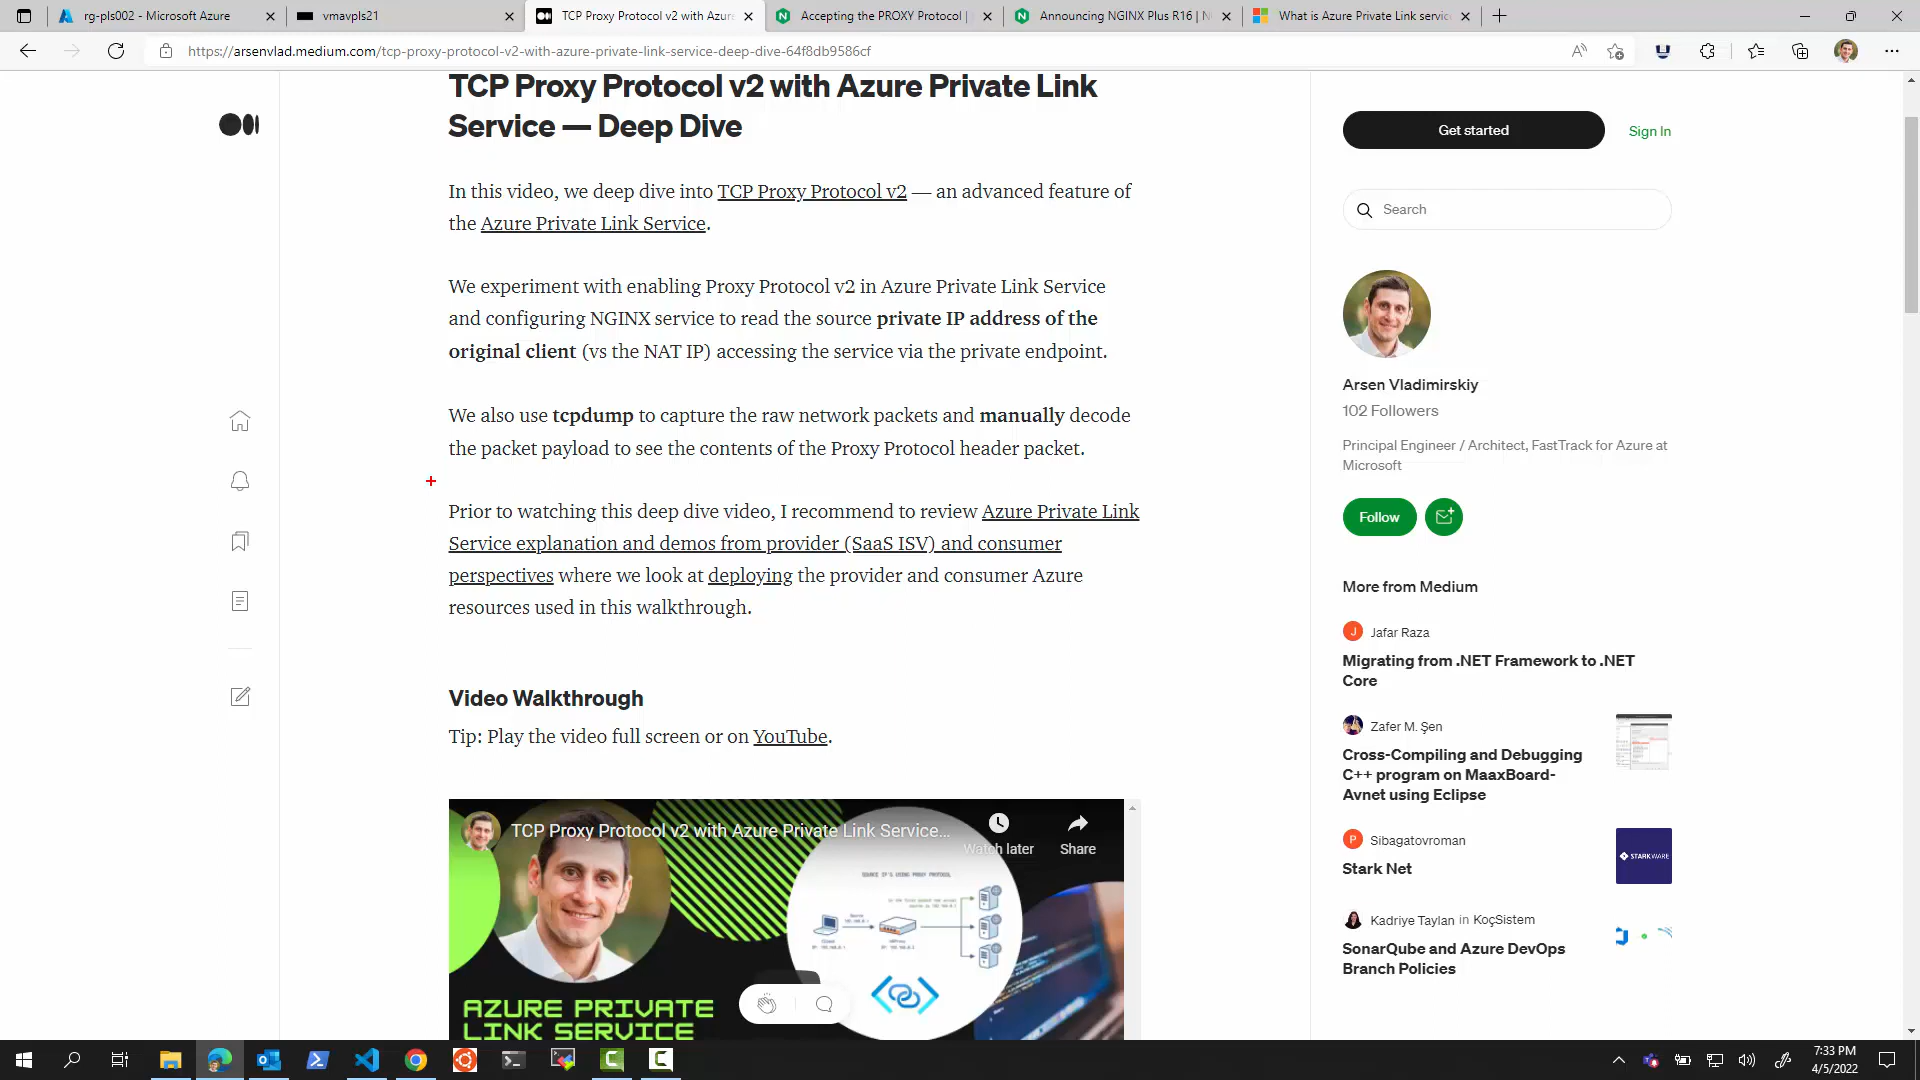 rg-pls002 - Microsoft Azure
vmavpls21
TCP Proxy Protocol v2 with Azure
Accepting the PROXY Protocol |
Announcing NGINX Plus R16 | N
What is Azure Private Link servic
https://arsenvlad.medium.com/tcp-proxy-protocol-v2-with-azure-private-link-service-deep-dive-64f8db9586cf
TCP Proxy Protocol v2 with Azure Private Link
Service — Deep Dive
In this video, we deep dive into TCP Proxy Protocol v2 — an advanced feature of
the Azure Private Link Service.
We experiment with enabling Proxy Protocol v2 in Azure Private Link Service
and configuring NGINX service to read the source private IP address of the
original client (vs the NAT IP) accessing the service via the private endpoint.
We also use tcpdump to capture the raw network packets and manually decode
the packet payload to see the contents of the Proxy Protocol header packet.
Prior to watching this deep dive video, I recommend to review Azure Private Link
Service explanation and demos from provider (SaaS ISV) and consumer
perspectives where we look at deploying the provider and consumer Azure
resources used in this walkthrough.
Video Walkthrough
Tip: Play the video full screen or on YouTube.
TCP Proxy Protocol v2 with Azure Private Link Service...
Watch later
Share
SOURCE IP'S USING PROXY PROTOCOL
AZURE PRIVATE
LINK SERVICE
Get started
Sign In
Search
Arsen Vladimirskiy
102 Followers
Principal Engineer / Architect, FastTrack for Azure at
Microsoft
Follow
More from Medium
J
Jafar Raza
Migrating from .NET Framework to .NET
Core
Zafer M. Şen
Cross-Compiling and Debugging
C++ program on MaaxBoard-
Avnet using Eclipse
P
Sibagatovroman
Stark Net
STARKWARE
Kadriye Taylan in KoçSistem
SonarQube and Azure DevOps
Branch Policies
7:33 PM
4/5/2022